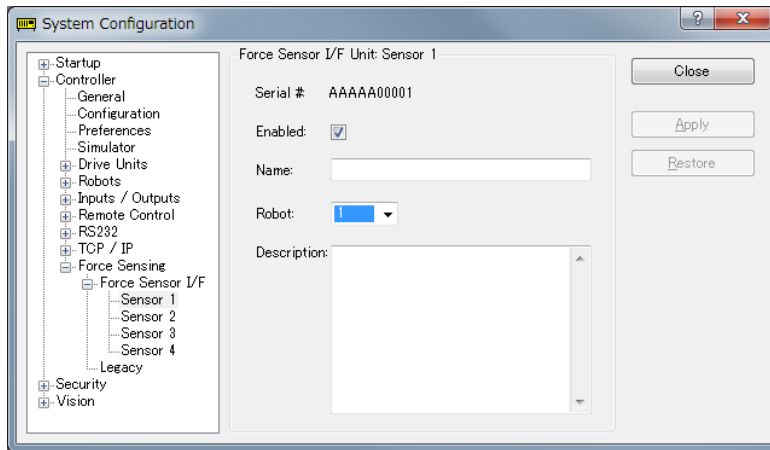 System Configuration
Startup
Controller
General
Configuration
Preferences
Simulator
Drive Units
Robots
Inputs / Outputs
Remote Control
RS232
TCP / IP
Force Sensing
Force Sensor I/F
Sensor 1
Sensor 2
Sensor 3
Sensor 4
Legacy
Security
Vision
Force Sensor I/F Unit: Sensor 1
Serial #: AAAAA00001
Enabled:
Name:
Robot: 1
Description:
Close
Apply
Restore